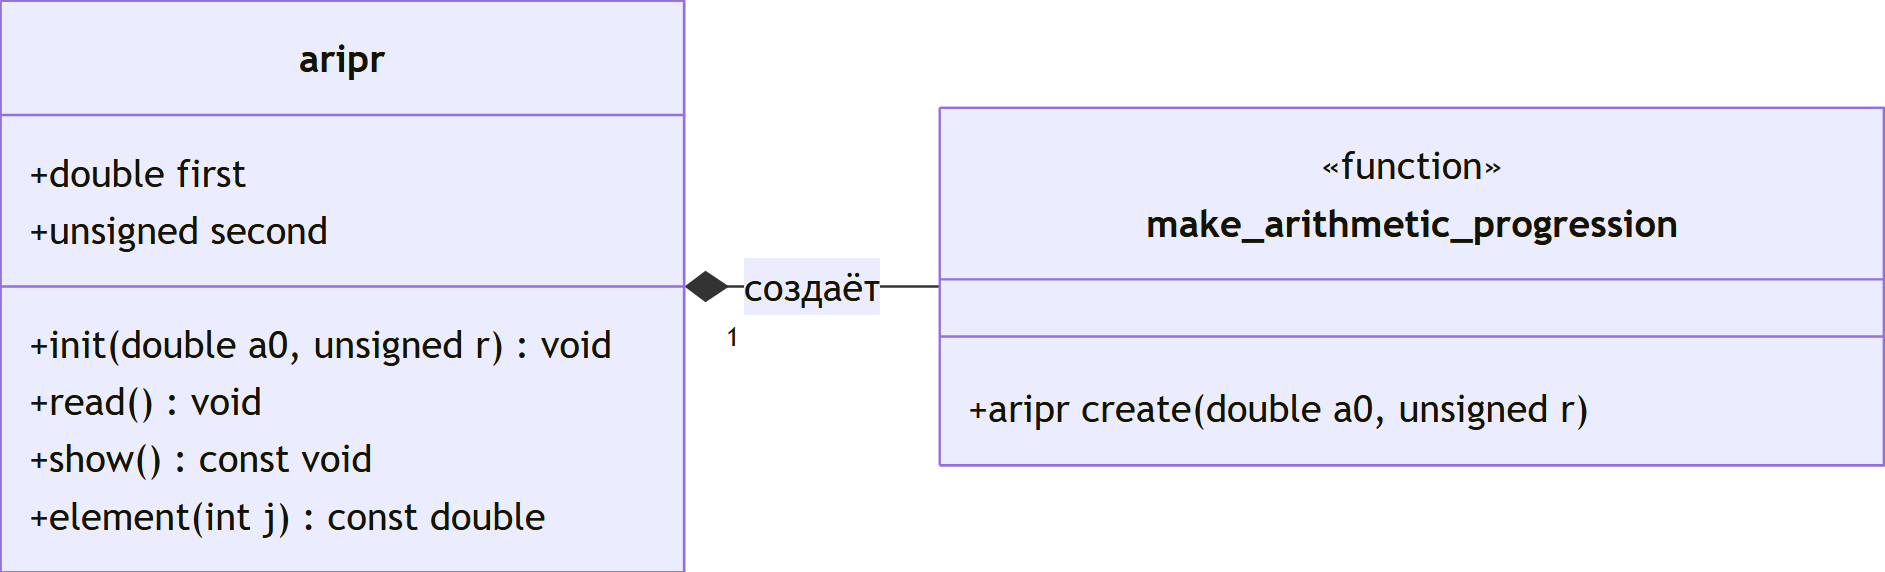 aripr
+double first
+unsigned second
+init(double a0, unsigned r) : void
+read() : void
+show() : const void
+element(int j) : const double
создаёт
1
«function»
make_arithmetic_progression
+aripr create(double a0, unsigned r)